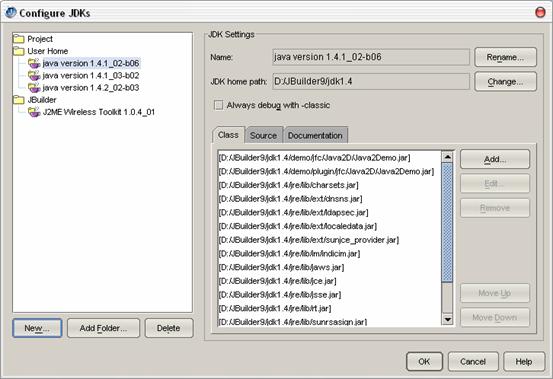 Configure JDKs
Project
User Home
java version 1.4.1_02-b06
java version 1.4.1_03-b02
java version 1.4.2_02-b03
JBuilder
J2ME Wireless Toolkit 1.0.4_01
New...
Add Folder...
Delete
JDK Settings
Name:
java version 1.4.1_02-b06
Rename...
JDK home path:
D:/JBuilder9/jdk1.4
Change...
Always debug with -classic
Class
Source
Documentation
[D:/JBuilder9/jdk1.4/demo/jfc/Java2D/Java2Demo.jar]
[D:/JBuilder9/jdk1.4/demo/plugin/jfc/Java2D/Java2Demo.jar]
[D:/JBuilder9/jdk1.4/jre/lib/charsets.jar]
[D:/JBuilder9/jdk1.4/jre/lib/ext/dnsns.jar]
[D:/JBuilder9/jdk1.4/jre/lib/ext/ldapsec.jar]
[D:/JBuilder9/jdk1.4/jre/lib/ext/localedata.jar]
[D:/JBuilder9/jdk1.4/jre/lib/ext/sunjce_provider.jar]
[D:/JBuilder9/jdk1.4/jre/lib/im/indicim.jar]
[D:/JBuilder9/jdk1.4/jre/lib/jaws.jar]
[D:/JBuilder9/jdk1.4/jre/lib/jce.jar]
[D:/JBuilder9/jdk1.4/jre/lib/jsse.jar]
[D:/JBuilder9/jdk1.4/jre/lib/rt.jar]
[D:/JBuilder9/jdk1.4/jre/lib/sunrsasign.jar]
Add...
Edit...
Remove
Move Up
Move Down
OK
Cancel
Help